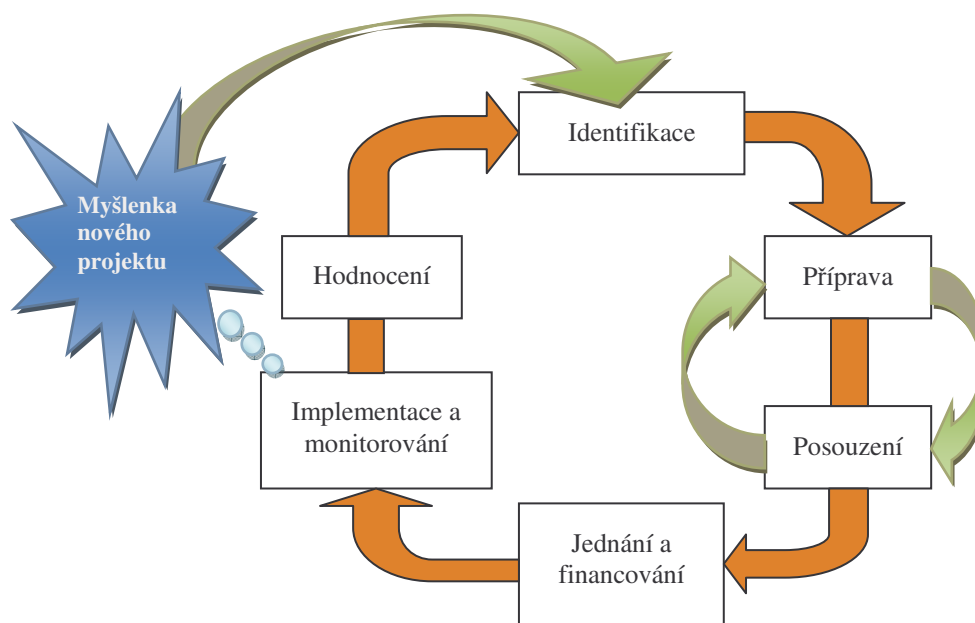 Identifikace
Myšlenka
nového
projektu
Hodnocení
Příprava
Implementace a
monitorování
Posouzení
Jednání a
financování